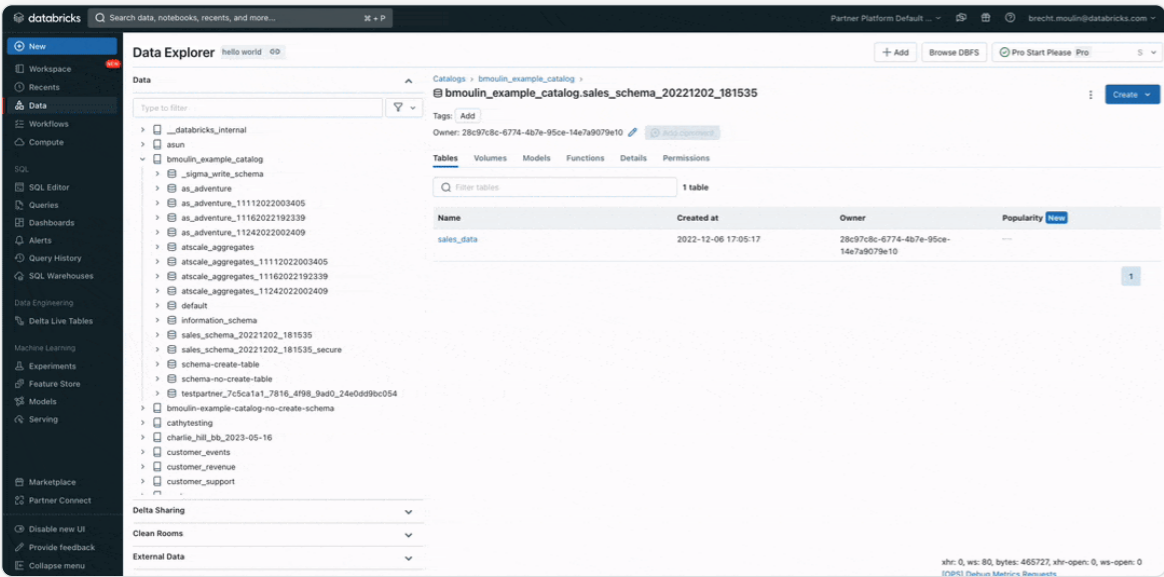 databricks
Search data, notebooks, recents, and more...
⌘ + P
Partner Platform Default ...
brecht.moulin@databricks.com
New
Workspace
NEW
Recents
Data
Workflows
Compute
SQL
SQL Editor
Queries
Dashboards
Alerts
Query History
SQL Warehouses
Data Engineering
Delta Live Tables
Machine Learning
Experiments
Feature Store
Models
Serving
Marketplace
Partner Connect
Disable new UI
Provide feedback
Collapse menu
Data Explorer hello world
+ Add
Browse DBFS
Pro Start Please Pro S
Data
Type to filter
__databricks_internal
asun
bmoulin_example_catalog
_sigma_write_schema
as_adventure
as_adventure_11112022003405
as_adventure_11162022192339
as_adventure_11242022002409
atscale_aggregates
atscale_aggregates_11112022003405
atscale_aggregates_11162022192339
atscale_aggregates_11242022002409
default
information_schema
sales_schema_20221202_181535
sales_schema_20221202_181535_secure
schema-create-table
schema-no-create-table
testpartner_7c5ca1a1_7816_4f98_9ad0_24e0dd9bc054
bmoulin-example-catalog-no-create-schema
cathytesting
charlie_hill_bb_2023-05-16
customer_events
customer_revenue
customer_support
Delta Sharing
Clean Rooms
External Data
Catalogs › bmoulin_example_catalog ›
bmoulin_example_catalog.sales_schema_20221202_181535
Create
Tags: Add
Owner: 28c97c8c-6774-4b7e-95ce-14e7a9079e10 Add comment
Tables Volumes Models Functions Details Permissions
Filter tables
1 table
Name Created at Owner Popularity New
sales_data 2022-12-06 17:05:17 28c97c8c-6774-4b7e-95ce-
14e7a9079e10
1
xhr: 0, ws: 80, bytes: 465727, xhr-open: 0, ws-open: 0
[OPS] Debug Metrics Requests